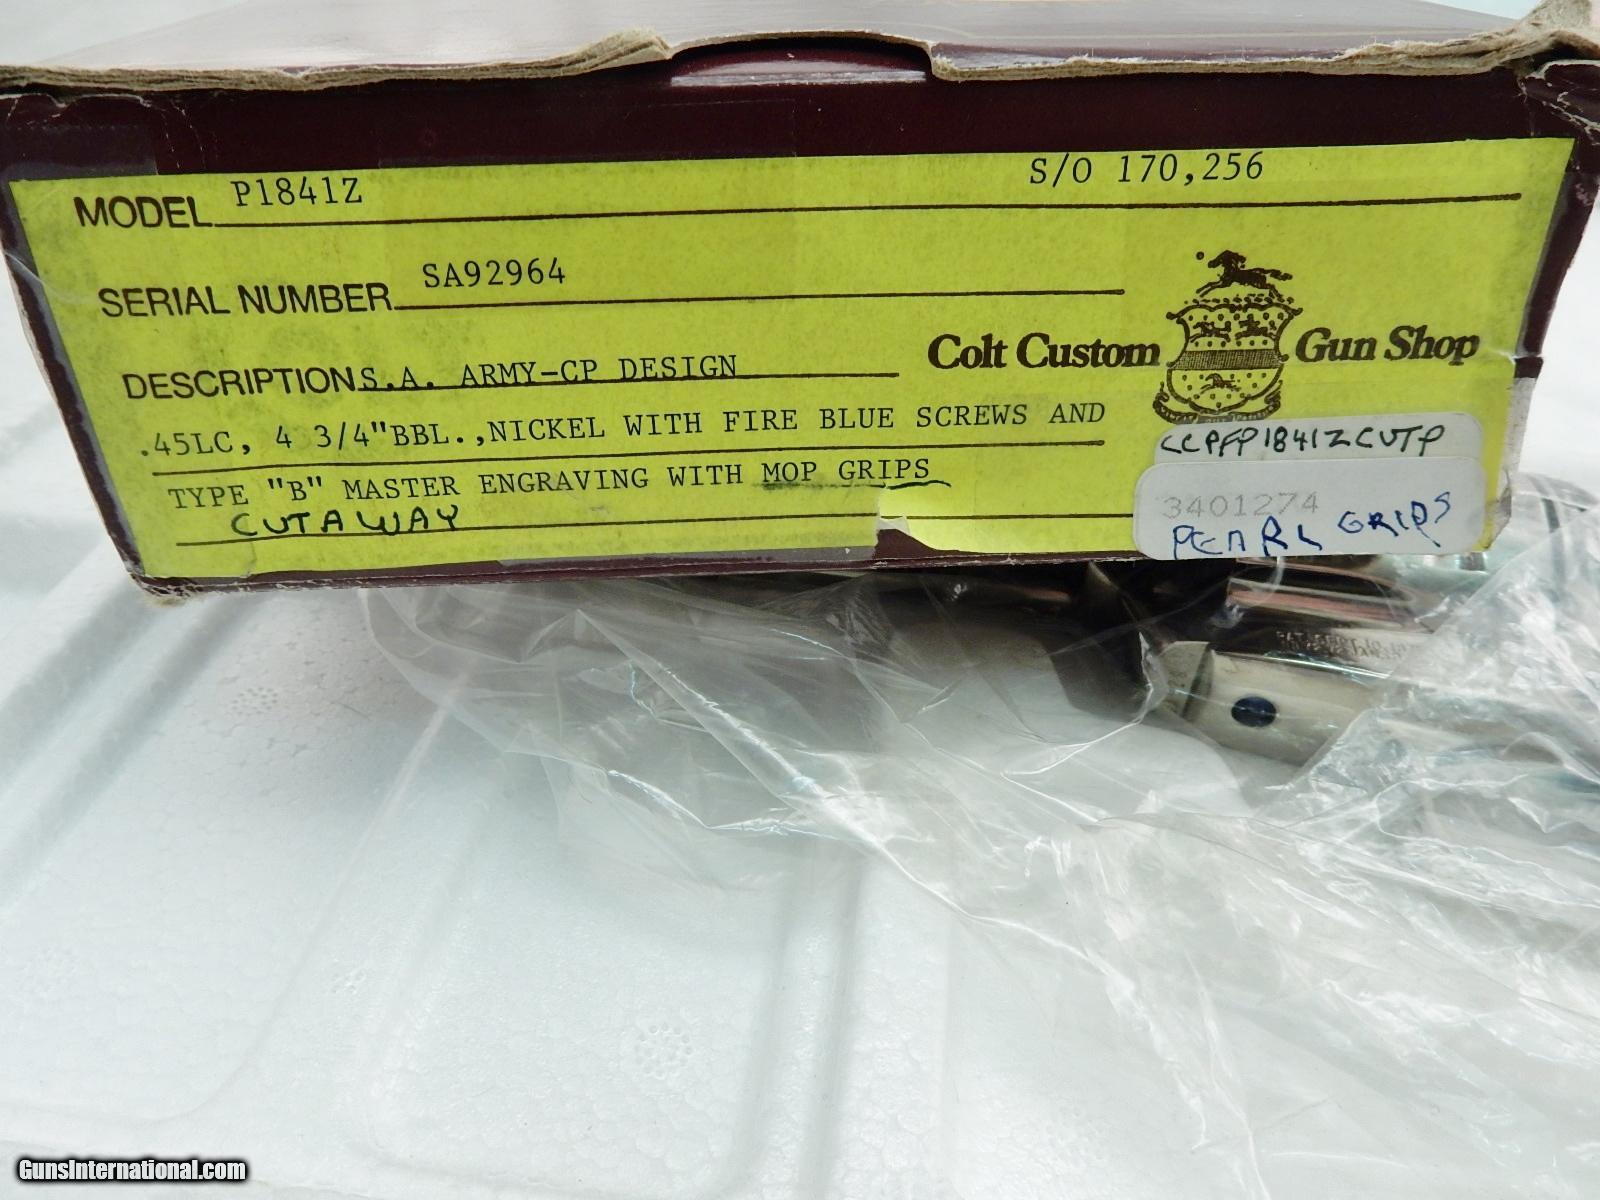 MODEL P1841Z S/O 170,256
SERIAL NUMBER SA92964
Colt Custom Gun Shop
DESCRIPTION S.A. ARMY-CP DESIGN
.45LC, 4 3/4"BBL.,NICKEL WITH FIRE BLUE SCREWS AND
TYPE "B" MASTER ENGRAVING WITH MOP GRIPS
CUTAWAY
CCPFP1841ZCUTP
3401274
PEARL GRIPS
GunsInternational.com